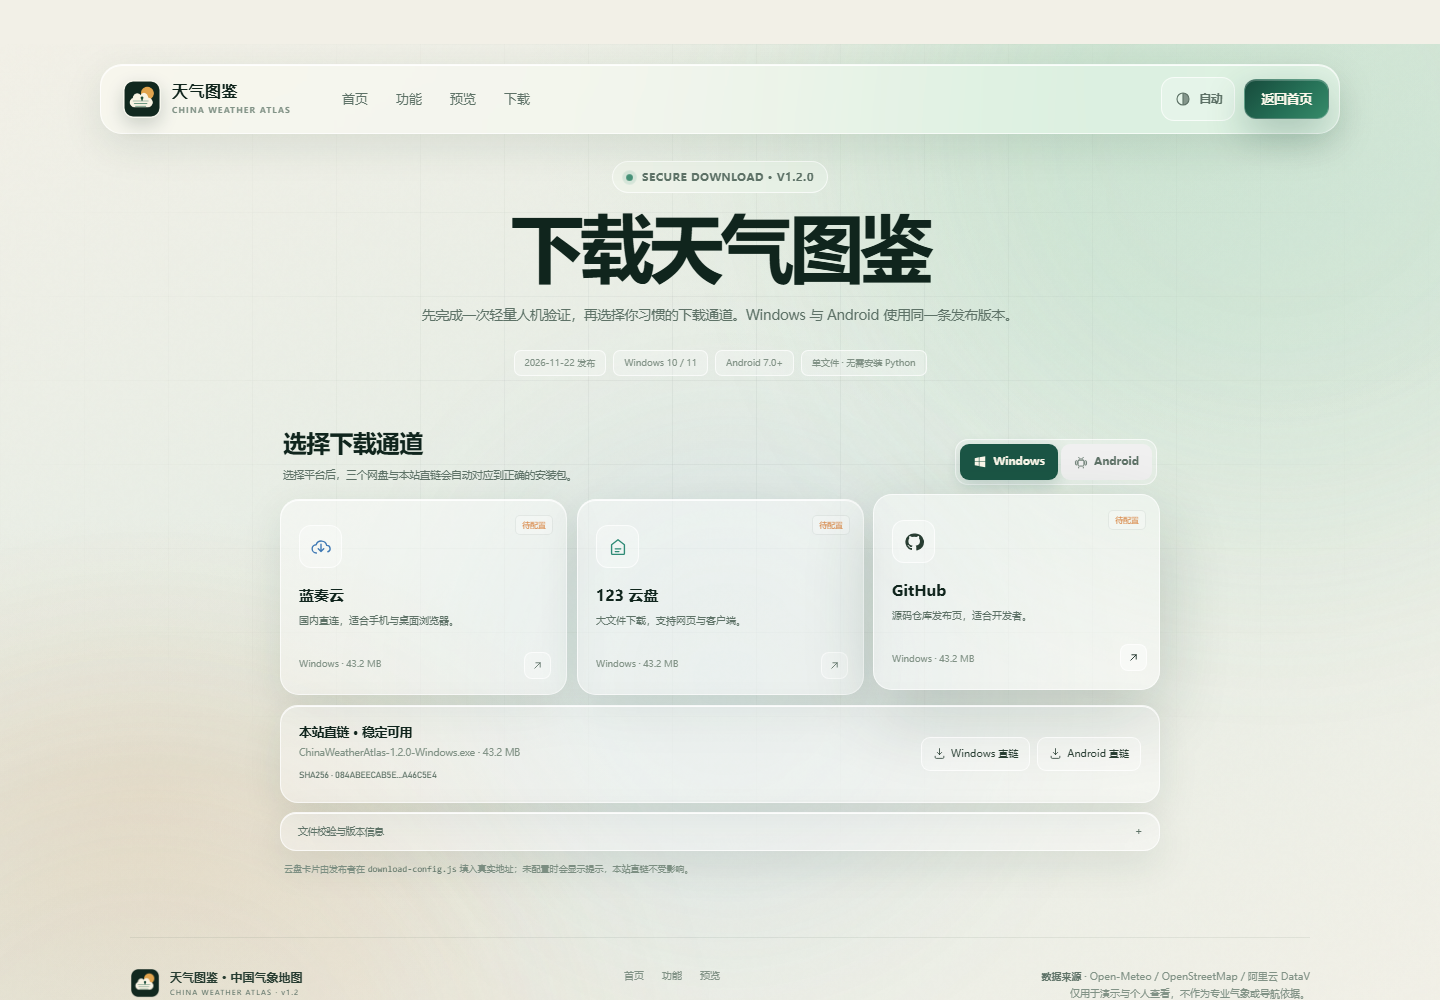 天气图鉴
CHINA WEATHER ATLAS
首页 功能 预览 下载
自动
返回首页
SECURE DOWNLOAD • V1.2.0
下载天气图鉴
先完成一次轻量人机验证，再选择你习惯的下载通道。Windows 与 Android 使用同一条发布版本。
2026-11-22 发布
Windows 10 / 11
Android 7.0+
单文件 · 无需安装 Python
选择下载通道
选择平台后，三个网盘与本站直链会自动对应到正确的安装包。
Windows
Android
待配置
蓝奏云
国内直连，适合手机与桌面浏览器。
Windows · 43.2 MB
待配置
123 云盘
大文件下载，支持网页与客户端。
Windows · 43.2 MB
待配置
GitHub
源码仓库发布页，适合开发者。
Windows · 43.2 MB
本站直链 • 稳定可用
ChinaWeatherAtlas-1.2.0-Windows.exe · 43.2 MB
SHA256 · 084ABEECAB5E…A46C5E4
Windows 直链
Android 直链
文件校验与版本信息
+
云盘卡片由发布者在 download-config.js 填入真实地址；未配置时会显示提示，本站直链不受影响。
天气图鉴 • 中国气象地图
CHINA WEATHER ATLAS · v1.2
首页 功能 预览
数据来源 · Open-Meteo / OpenStreetMap / 阿里云 DataV
仅用于演示与个人查看，不作为专业气象或导航依据。